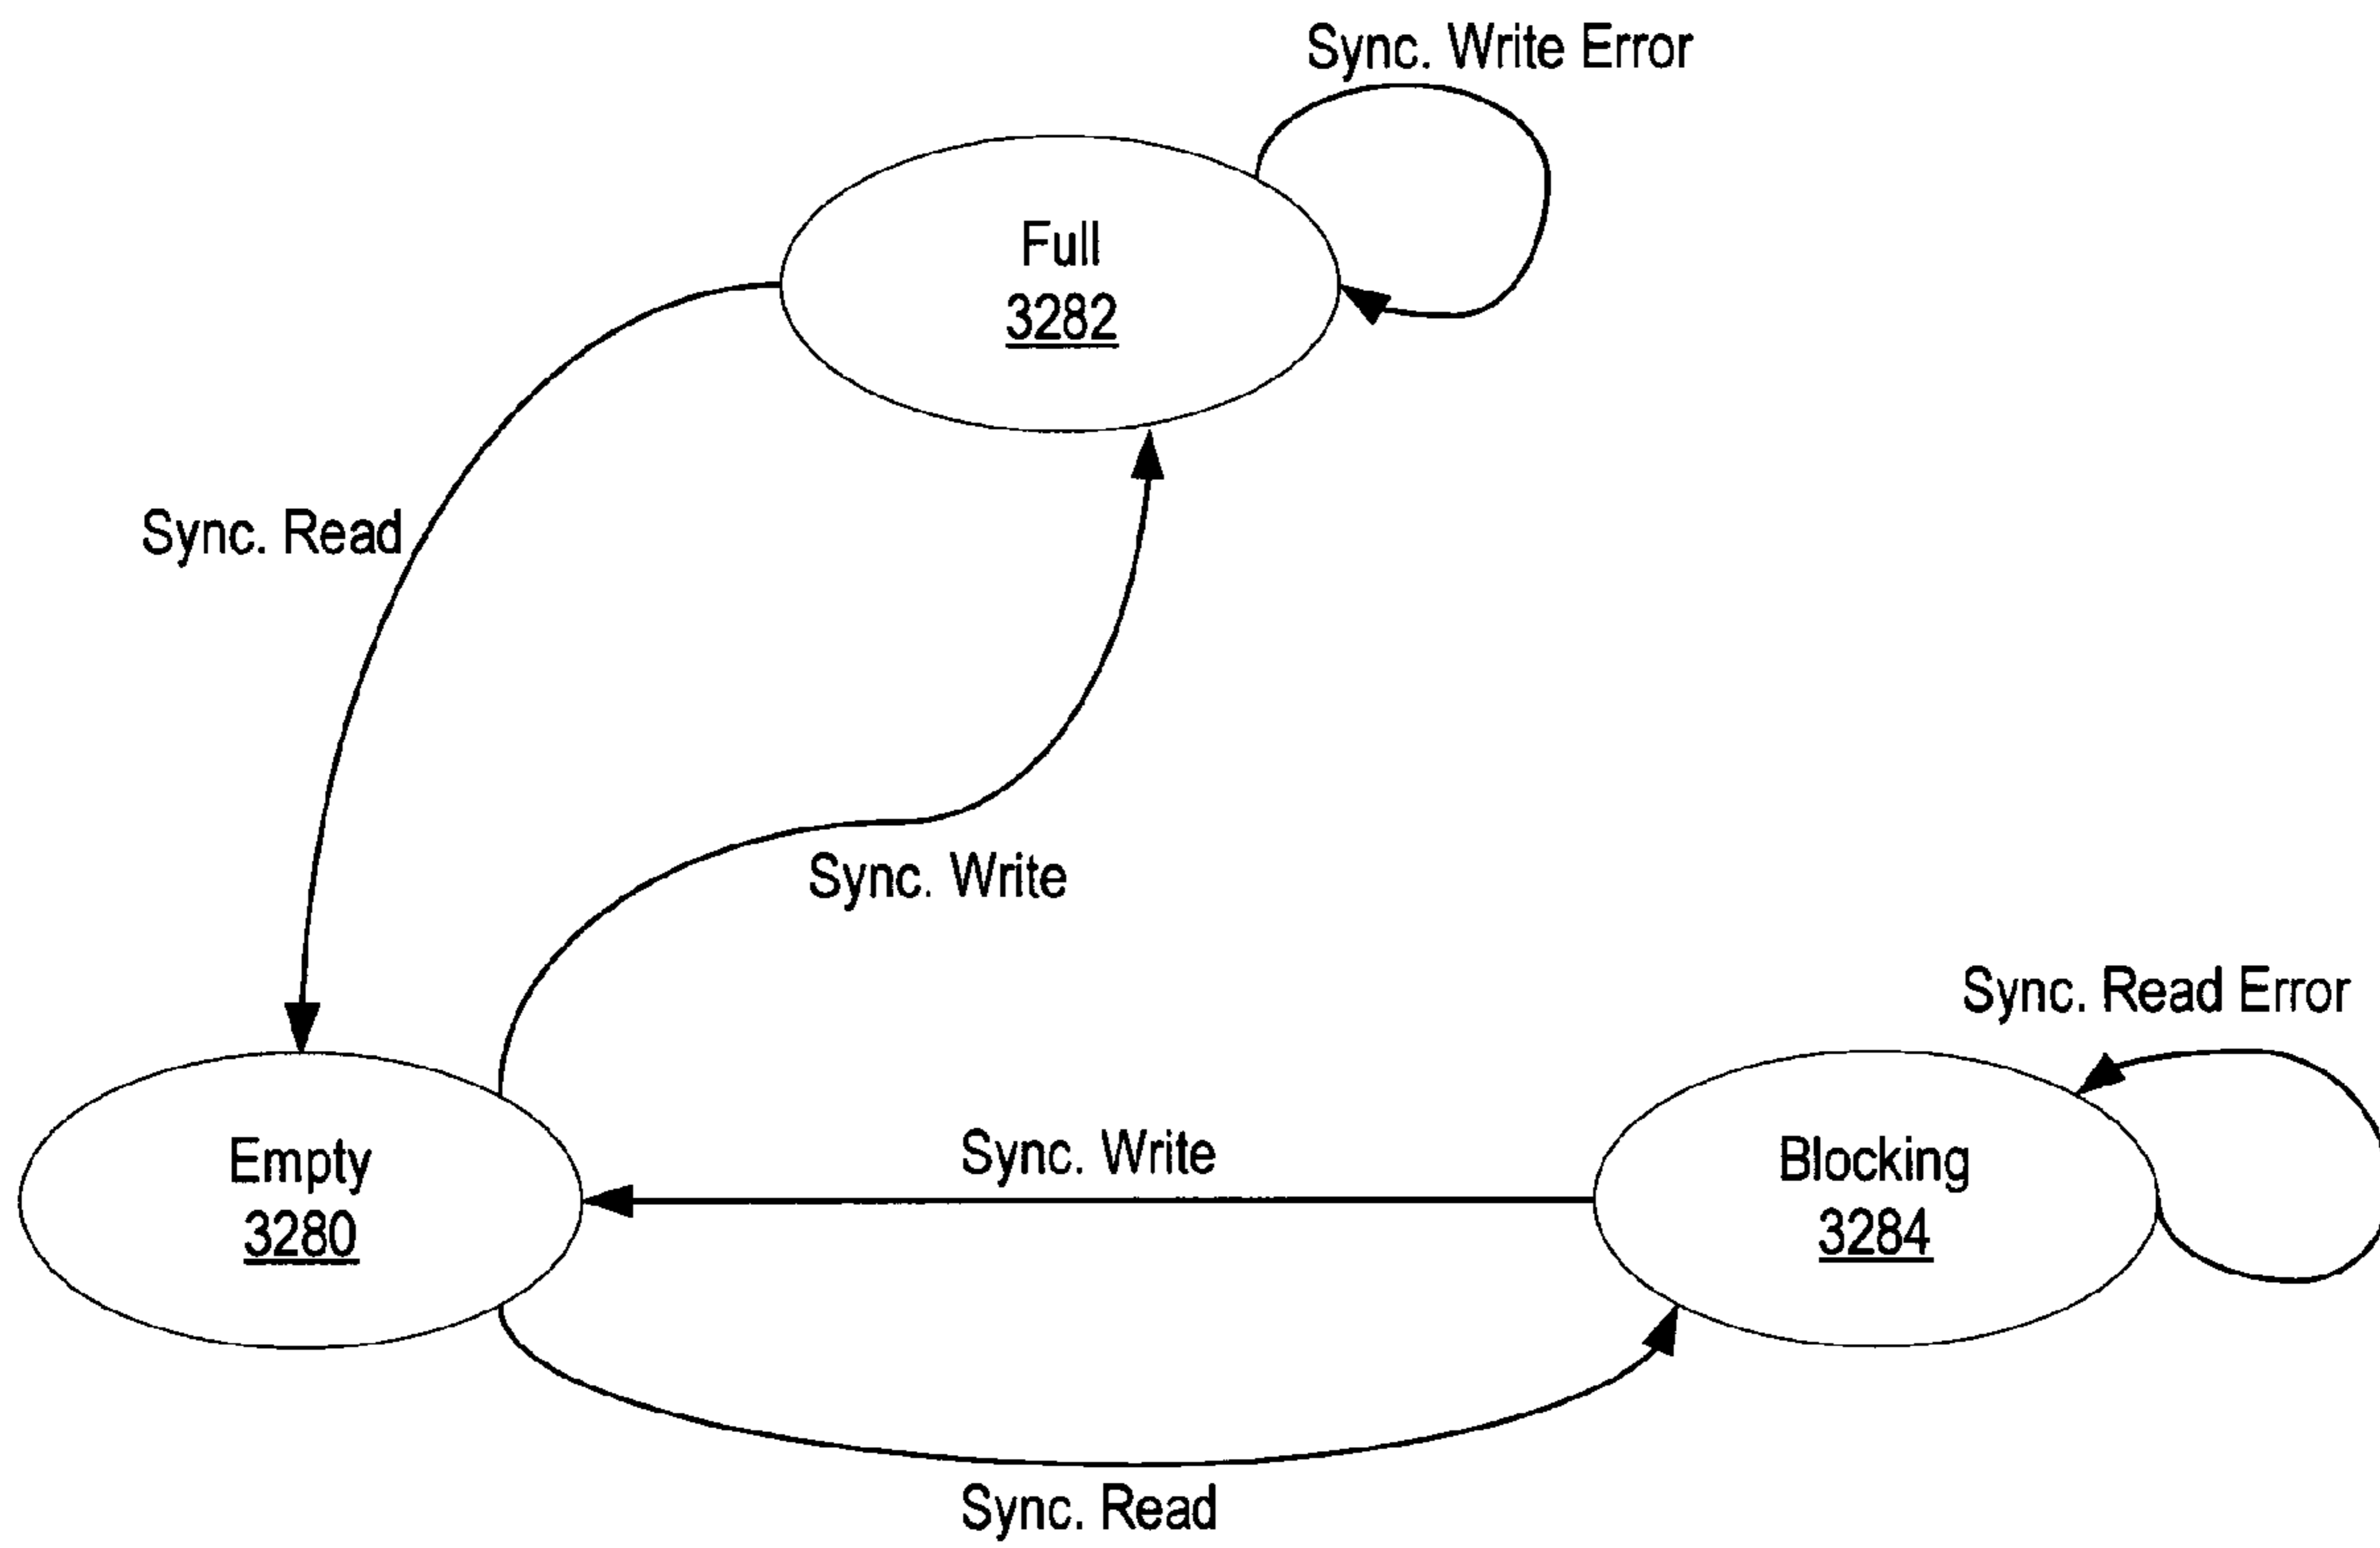 Sync. Write Error
Full
3282
Sync. Read
Sync. Write
Sync. Read Error
Empty
3280
Sync. Write
Blocking
3284
Sync. Read